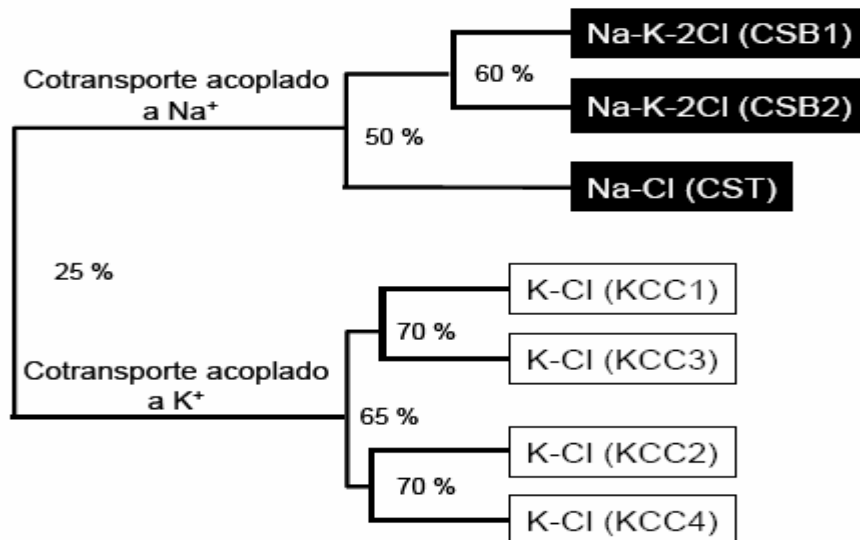 Na-K-2Cl (CSB1)
Cotransporte acoplado
a Na⁺
60 %
Na-K-2Cl (CSB2)
50 %
Na-Cl (CST)
25 %
K-Cl (KCC1)
70 %
K-Cl (KCC3)
Cotransporte acoplado
a K⁺
65 %
K-Cl (KCC2)
70 %
K-Cl (KCC4)